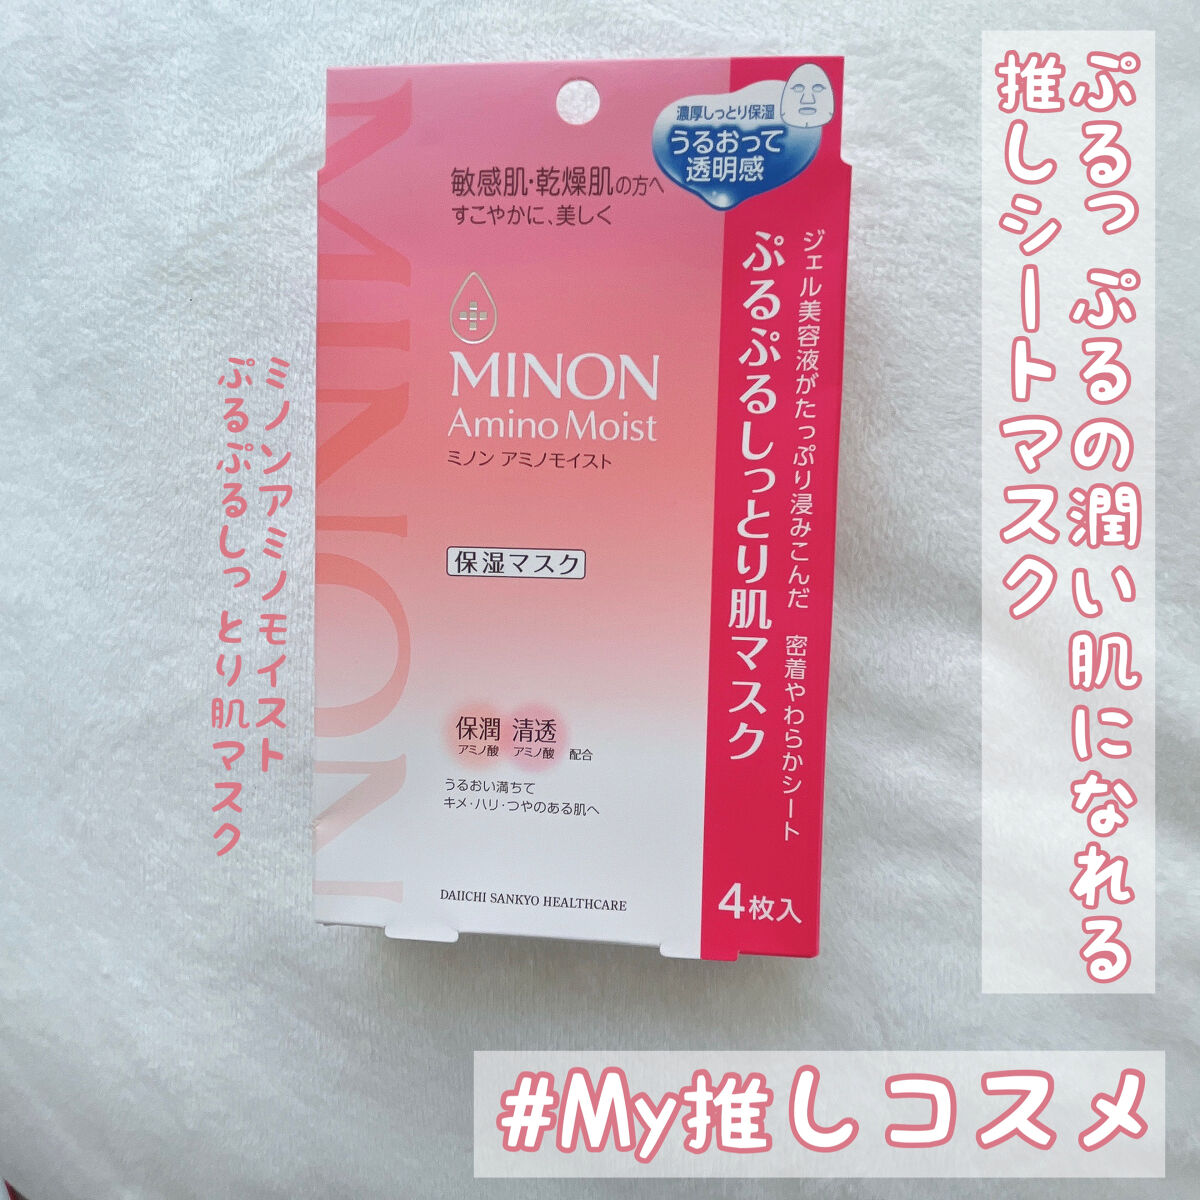 ぷるっ ぷるの潤い肌になれる
推しシートマスク
濃厚しっとり保湿
うるおって
透明感
敏感肌・乾燥肌の方へ
すこやかに、美しく
MINON
Amino Moist
ミノン アミノモイスト
保湿マスク
保潤 清透
アミノ酸 アミノ酸 配合
うるおい満ちて
キメ・ハリ・つやのある肌へ
DAIICHI SANKYO HEALTHCARE
ジェル美容液がたっぷり浸みこんだ 密着やわらかシート
ぷるぷるしっとり肌マスク
4枚入
MINON
ミノンアミノモイスト
ぷるぷるしっとり肌マスク
#My推しコスメ